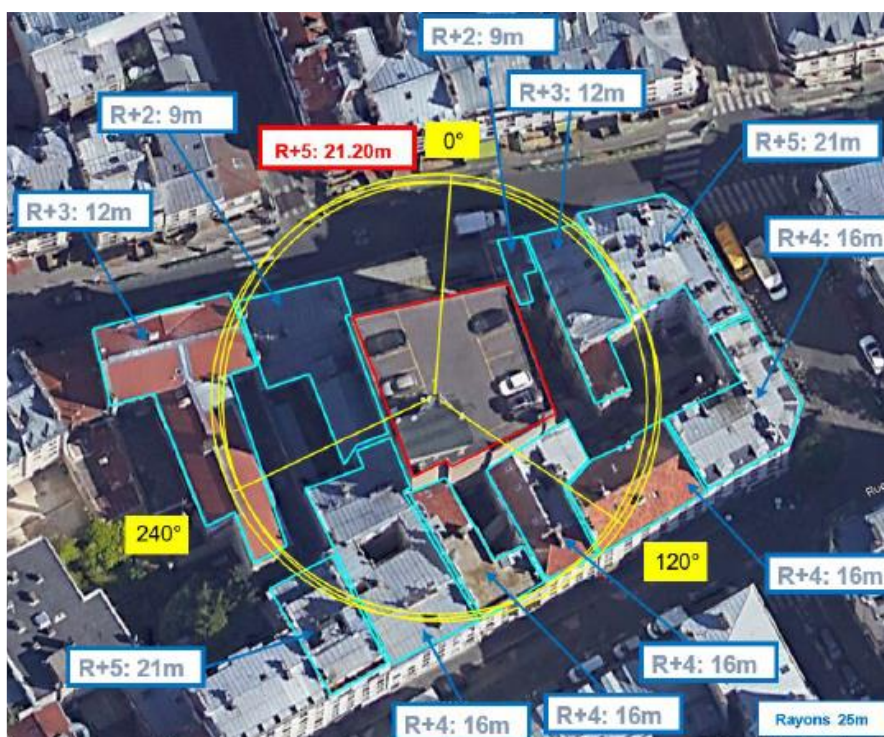 R+2: 9m
R+3: 12m
R+2: 9m
R+5: 21.20m
0°
R+5: 21m
R+3: 12m
R+4: 16m
240°
120°
R+4: 16m
R+5: 21m
R+4: 16m
R+4: 16m
R+4: 16m
Rayons 25m